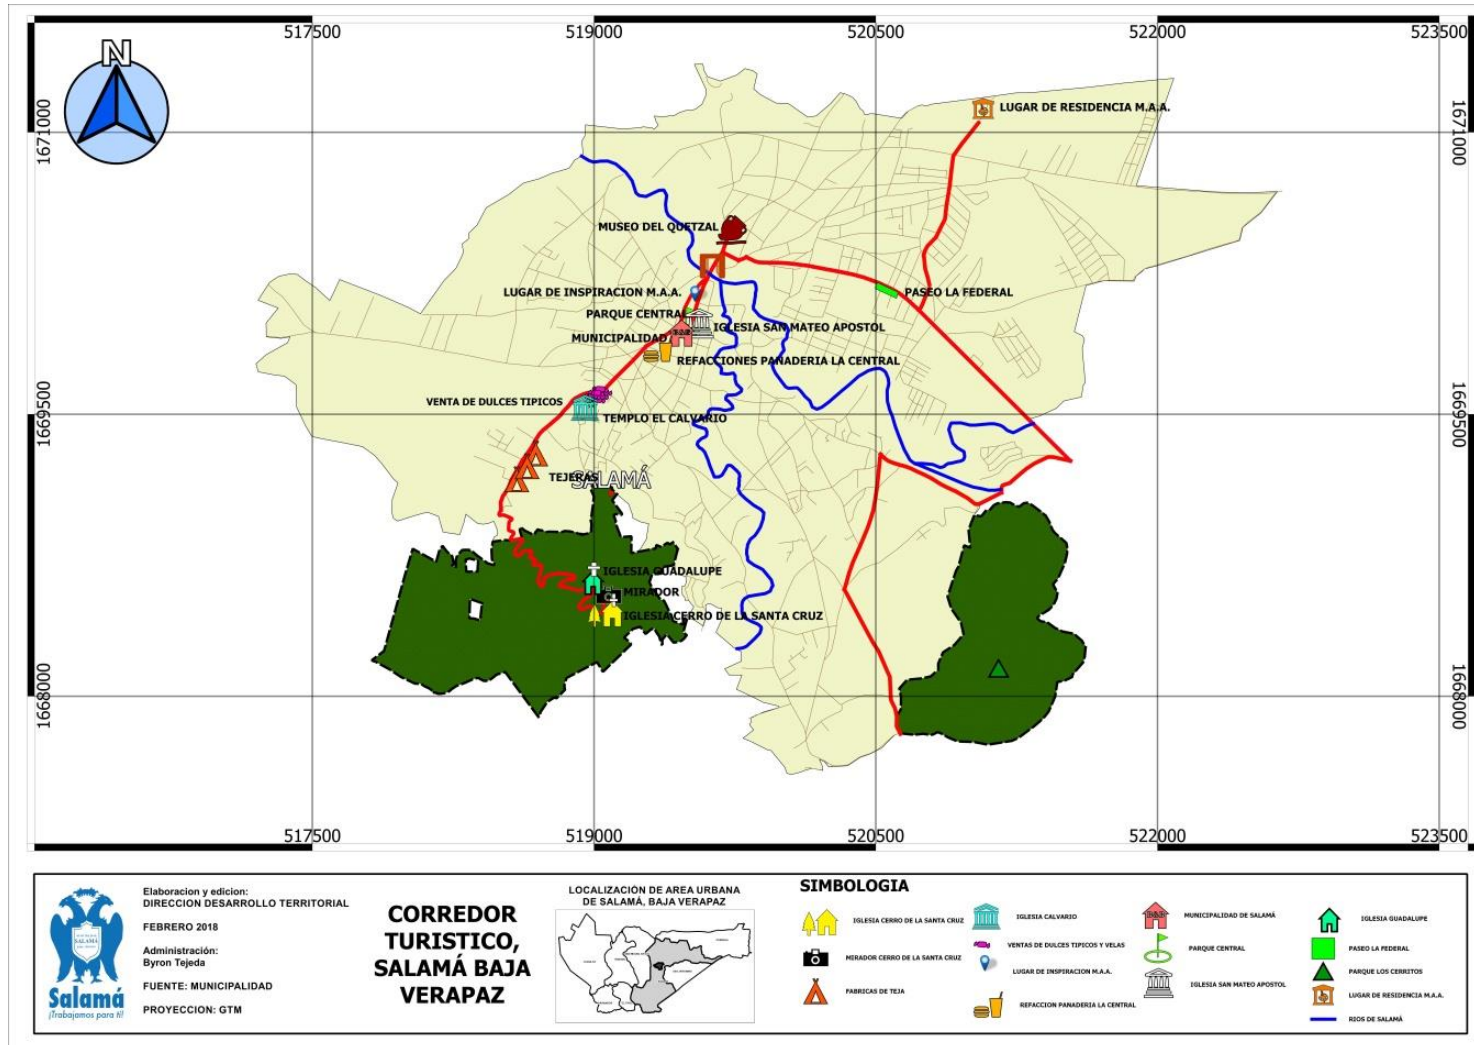 517500
519000
520500
522000
523500
N
1671000
1671000
LUGAR DE RESIDENCIA M.A.A.
MUSEO DEL QUETZAL
LUGAR DE INSPIRACION M.A.A.
PASEO LA FEDERAL
PARQUE CENTRAL
IGLESIA SAN MATEO APOSTOL
MUNICIPALIDAD
REFACCIONES PANADERIA LA CENTRAL
VENTA DE DULCES TIPICOS
TEMPLO EL CALVARIO
1669500
1669500
TEJERAS
SALAMÁ
IGLESIA GUADALUPE
MIRADOR
IGLESIA CERRO DE LA SANTA CRUZ
1668000
1668000
517500
519000
520500
522000
523500
SALAMÁ
Salamá
¡Trabajamos para ti!
Elaboracion y edicion:
DIRECCION DESARROLLO TERRITORIAL
FEBRERO 2018
Administración:
Byron Tejeda
FUENTE: MUNICIPALIDAD
PROYECCION: GTM
CORREDOR
TURISTICO,
SALAMÁ BAJA
VERAPAZ
LOCALIZACIÓN DE AREA URBANA
DE SALAMÁ, BAJA VERAPAZ
SIMBOLOGIA
IGLESIA CERRO DE LA SANTA CRUZ
MIRADOR CERRO DE LA SANTA CRUZ
FABRICAS DE TEJA
IGLESIA CALVARIO
VENTAS DE DULCES TIPICOS Y VELAS
LUGAR DE INSPIRACION M.A.A.
REFACCION PANADERIA LA CENTRAL
MUNICIPALIDAD DE SALAMÁ
PARQUE CENTRAL
IGLESIA SAN MATEO APOSTOL
IGLESIA GUADALUPE
PASEO LA FEDERAL
PARQUE LOS CERRITOS
LUGAR DE RESIDENCIA M.A.A.
RIOS DE SALAMÁ